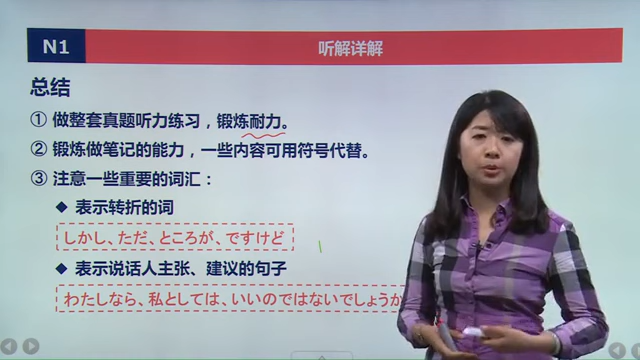 N1
听解详解
总结
① 做整套真题听力练习，锻炼耐力。
② 锻炼做笔记的能力，一些内容可用符号代替。
③ 注意一些重要的词汇：
◆ 表示转折的词
しかし、ただ、ところが、ですけど
◆ 表示说话人主张、建议的句子
わたしなら、私としては、いいのではないでしょうか